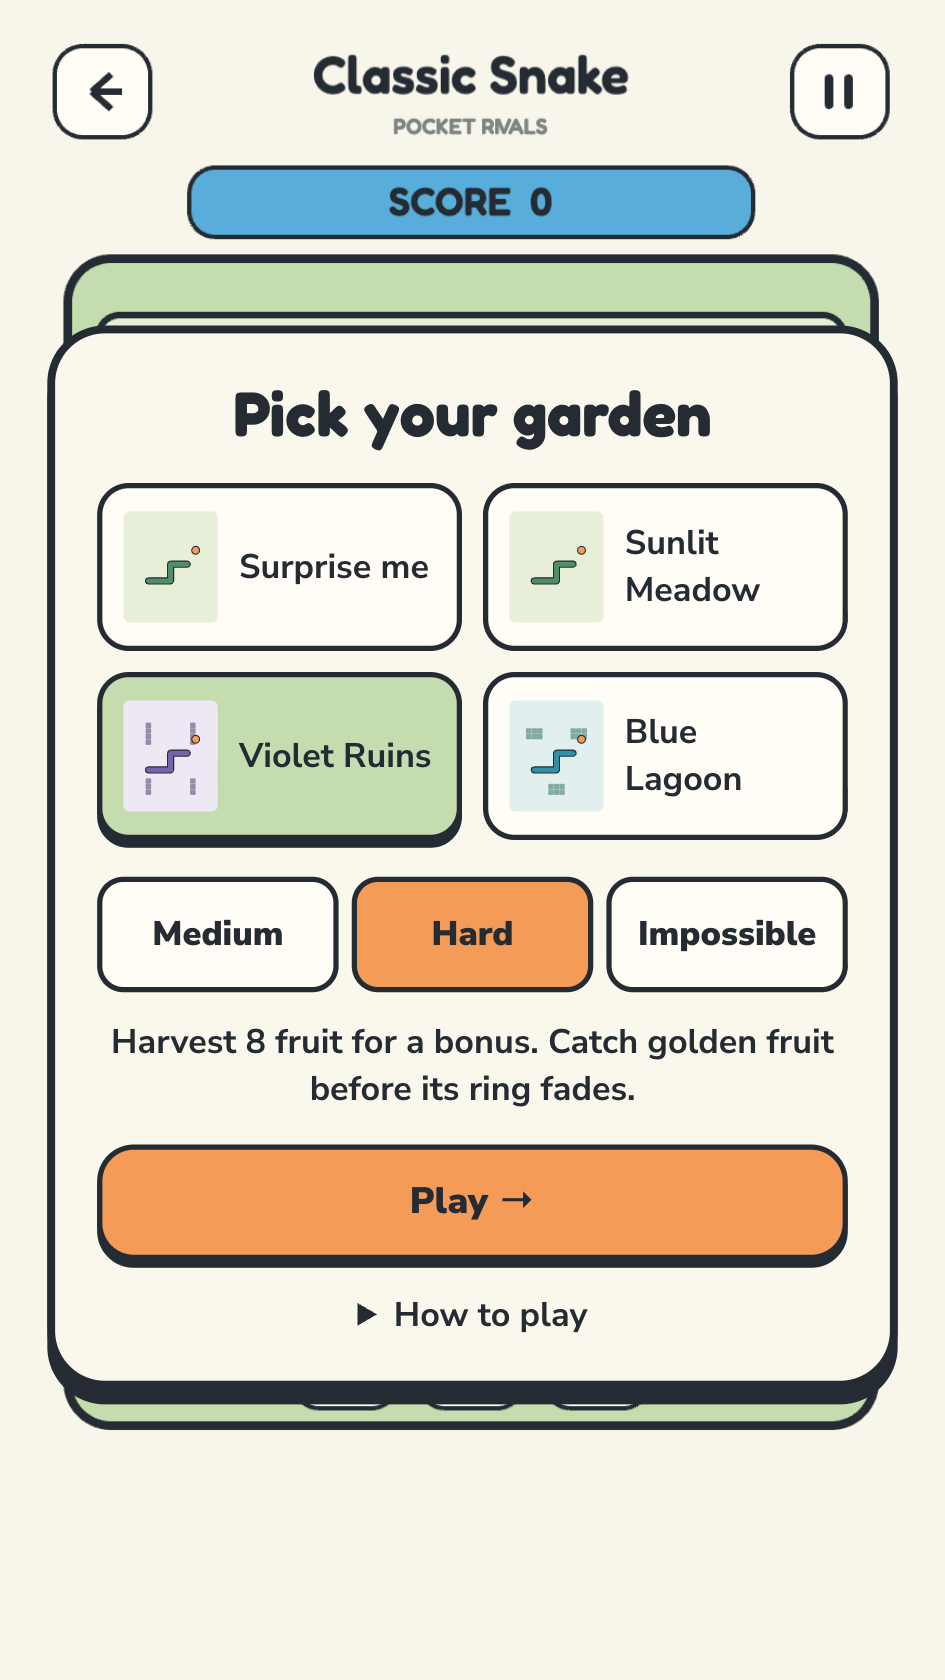 Classic Snake
POCKET RIVALS
SCORE 0
Pick your garden
Surprise me
Sunlit
Meadow
Violet Ruins
Blue
Lagoon
Medium
Hard
Impossible
Harvest 8 fruit for a bonus. Catch golden fruit
before its ring fades.
Play →
▶ How to play